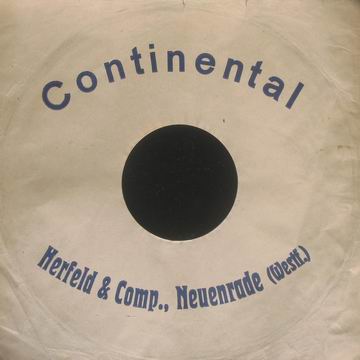 Continental
Herfeld & Comp., Neuenrade (Westf.)